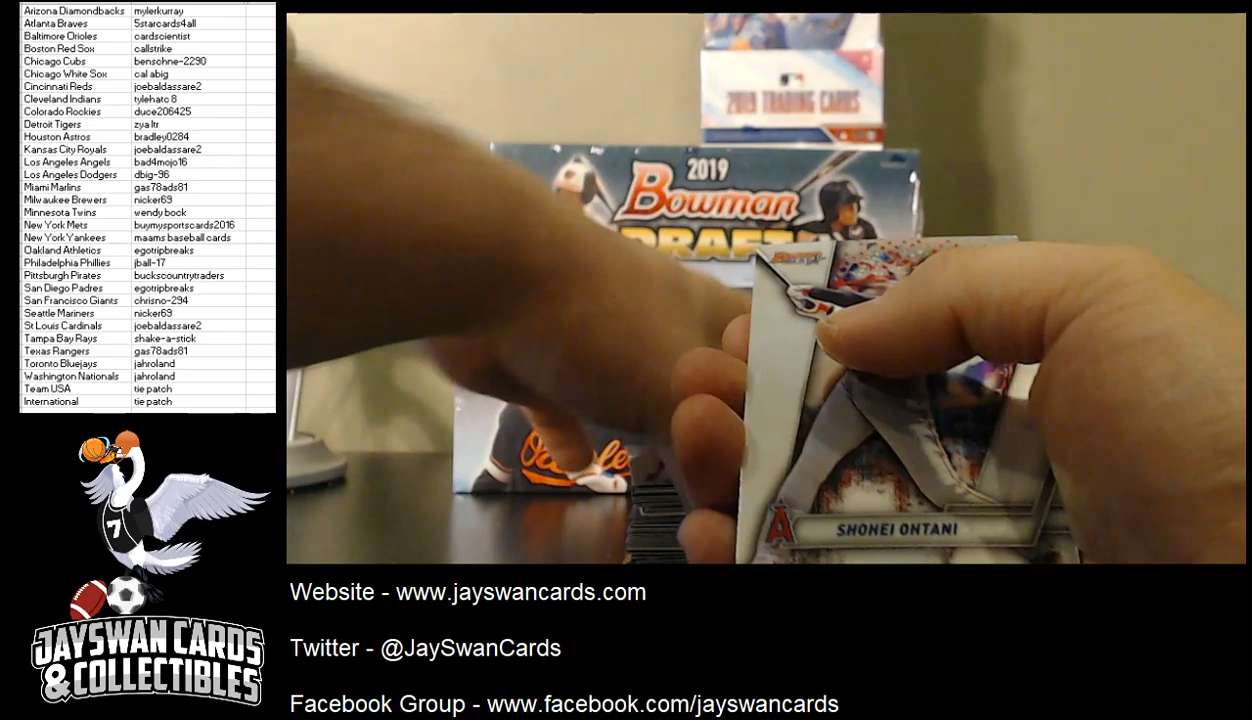 Arizona Diamondbacks mylerkurray
Atlanta Braves 5starcards4all
Baltimore Orioles cardscientist
Boston Red Sox callstrike
Chicago Cubs benschne-2290
Chicago White Sox cal abig
Cincinnati Reds joebaldassare2
Cleveland Indians tylehatc 8
Colorado Rockies duce206425
Detroit Tigers zya ltr
Houston Astros bradley0284
Kansas City Royals joebaldassare2
Los Angeles Angels bad4mojo16
Los Angeles Dodgers dbig-96
Miami Marlins gas78ads81
Milwaukee Brewers nicker69
Minnesota Twins wendy bock
New York Mets buymysportscards2016
New York Yankees maams baseball cards
Oakland Athletics egotripbreaks
Philadelphia Phillies jball-17
Pittsburgh Pirates buckscountrytraders
San Diego Padres egotripbreaks
San Francisco Giants chrisno-294
Seattle Mariners nicker69
St Louis Cardinals joebaldassare2
Tampa Bay Rays shake-a-stick
Texas Rangers gas78ads81
Toronto Bluejays jahroland
Washington Nationals jahroland
Team USA tie patch
International tie patch
2019 TRADING CARDS
2019
Bowman
DRAFT
A SHOHEI OHTANI
7
JAYSWAN CARDS
& COLLECTIBLES
Website - www.jayswancards.com
Twitter - @JaySwanCards
Facebook Group - www.facebook.com/jayswancards